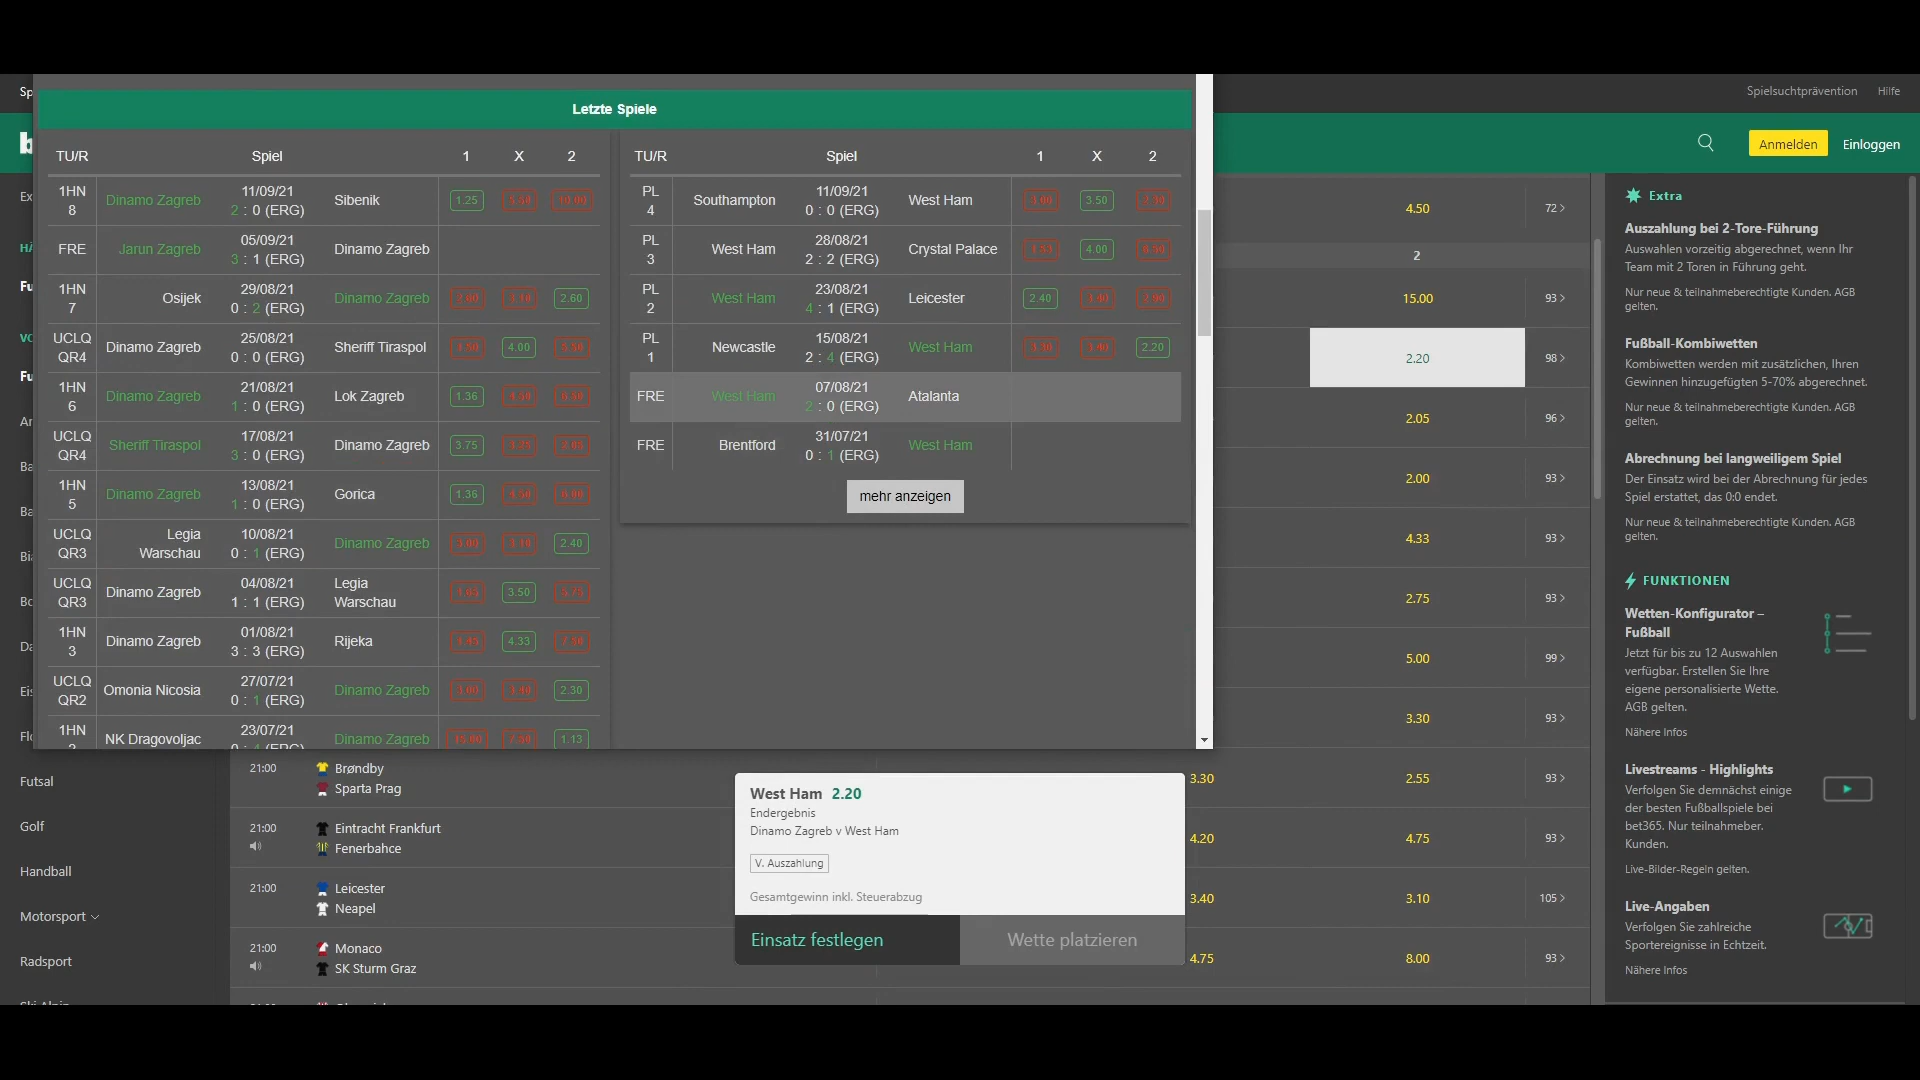 Sp
Spielsuchtprävention Hilfe
b
Anmelden Einloggen
Letzte Spiele
TU/R Spiel 1 X 2
1HN 8 Dinamo Zagreb 11/09/21 2 : 0 (ERG) Sibenik 1.25
FRE Jarun Zagreb 05/09/21 3 : 1 (ERG) Dinamo Zagreb
1HN 7 Osijek 29/08/21 0 : 2 (ERG) Dinamo Zagreb 2.60
UCLQ QR4 Dinamo Zagreb 25/08/21 0 : 0 (ERG) Sheriff Tiraspol 4.00
1HN 6 Dinamo Zagreb 21/08/21 1 : 0 (ERG) Lok Zagreb 1.36
UCLQ QR4 Sheriff Tiraspol 17/08/21 3 : 0 (ERG) Dinamo Zagreb 3.75
1HN 5 Dinamo Zagreb 13/08/21 1 : 0 (ERG) Gorica 1.36
UCLQ QR3 Legia Warschau 10/08/21 0 : 1 (ERG) Dinamo Zagreb 2.40
UCLQ QR3 Dinamo Zagreb 04/08/21 1 : 1 (ERG) Legia Warschau 3.50
1HN 3 Dinamo Zagreb 01/08/21 3 : 3 (ERG) Rijeka 4.33
UCLQ QR2 Omonia Nicosia 27/07/21 0 : 1 (ERG) Dinamo Zagreb 2.30
1HN NK Dragovoljac 23/07/21 Dinamo Zagreb 1.13
TU/R Spiel 1 X 2
PL 4 Southampton 11/09/21 0 : 0 (ERG) West Ham 3.50
PL 3 West Ham 28/08/21 2 : 2 (ERG) Crystal Palace 4.00
PL 2 West Ham 23/08/21 4 : 1 (ERG) Leicester 2.40
PL 1 Newcastle 15/08/21 2 : 4 (ERG) West Ham 2.20
FRE West Ham 07/08/21 2 : 0 (ERG) Atalanta
FRE Brentford 31/07/21 0 : 1 (ERG) West Ham
mehr anzeigen
Ex
HÄ
Fu
VO
Fu
Ba
Ba
Bo
Da
Eis
Futsal
Golf
Handball
Motorsport
Radsport
4.50 72
2
15.00 93
2.20 98
2.05 96
2.00 93
4.33 93
2.75 93
5.00 99
3.30 93
21:00 Brøndby 3.30 2.55 93
Sparta Prag
21:00 Eintracht Frankfurt 4.20 4.75 93
Fenerbahce
21:00 Leicester 3.40 3.10 105
Neapel
21:00 Monaco 4.75 8.00 93
SK Sturm Graz
West Ham 2.20
Endergebnis
Dinamo Zagreb v West Ham
V. Auszahlung
Gesamtgewinn inkl. Steuerabzug
Einsatz festlegen Wette platzieren
Extra
Auszahlung bei 2-Tore-Führung
Auswahlen vorzeitig abgerechnet, wenn Ihr
Team mit 2 Toren in Führung geht.
Nur neue & teilnahmeberechtigte Kunden. AGB
gelten.
Fußball-Kombiwetten
Kombiwetten werden mit zusätzlichen, Ihren
Gewinnen hinzugefügten 5-70% abgerechnet.
Nur neue & teilnahmeberechtigte Kunden. AGB
gelten.
Abrechnung bei langweiligem Spiel
Der Einsatz wird bei der Abrechnung für jedes
Spiel erstattet, das 0:0 endet.
Nur neue & teilnahmeberechtigte Kunden. AGB
gelten.
FUNKTIONEN
Wetten-Konfigurator –
Fußball
Jetzt für bis zu 12 Auswahlen
verfügbar. Erstellen Sie Ihre
eigene personalisierte Wette.
AGB gelten.
Nähere Infos
Livestreams - Highlights
Verfolgen Sie demnächst einige
der besten Fußballspiele bei
bet365. Nur teilnahmeber.
Kunden.
Live-Bilder-Regeln gelten.
Live-Angaben
Verfolgen Sie zahlreiche
Sportereignisse in Echtzeit.
Nähere Infos